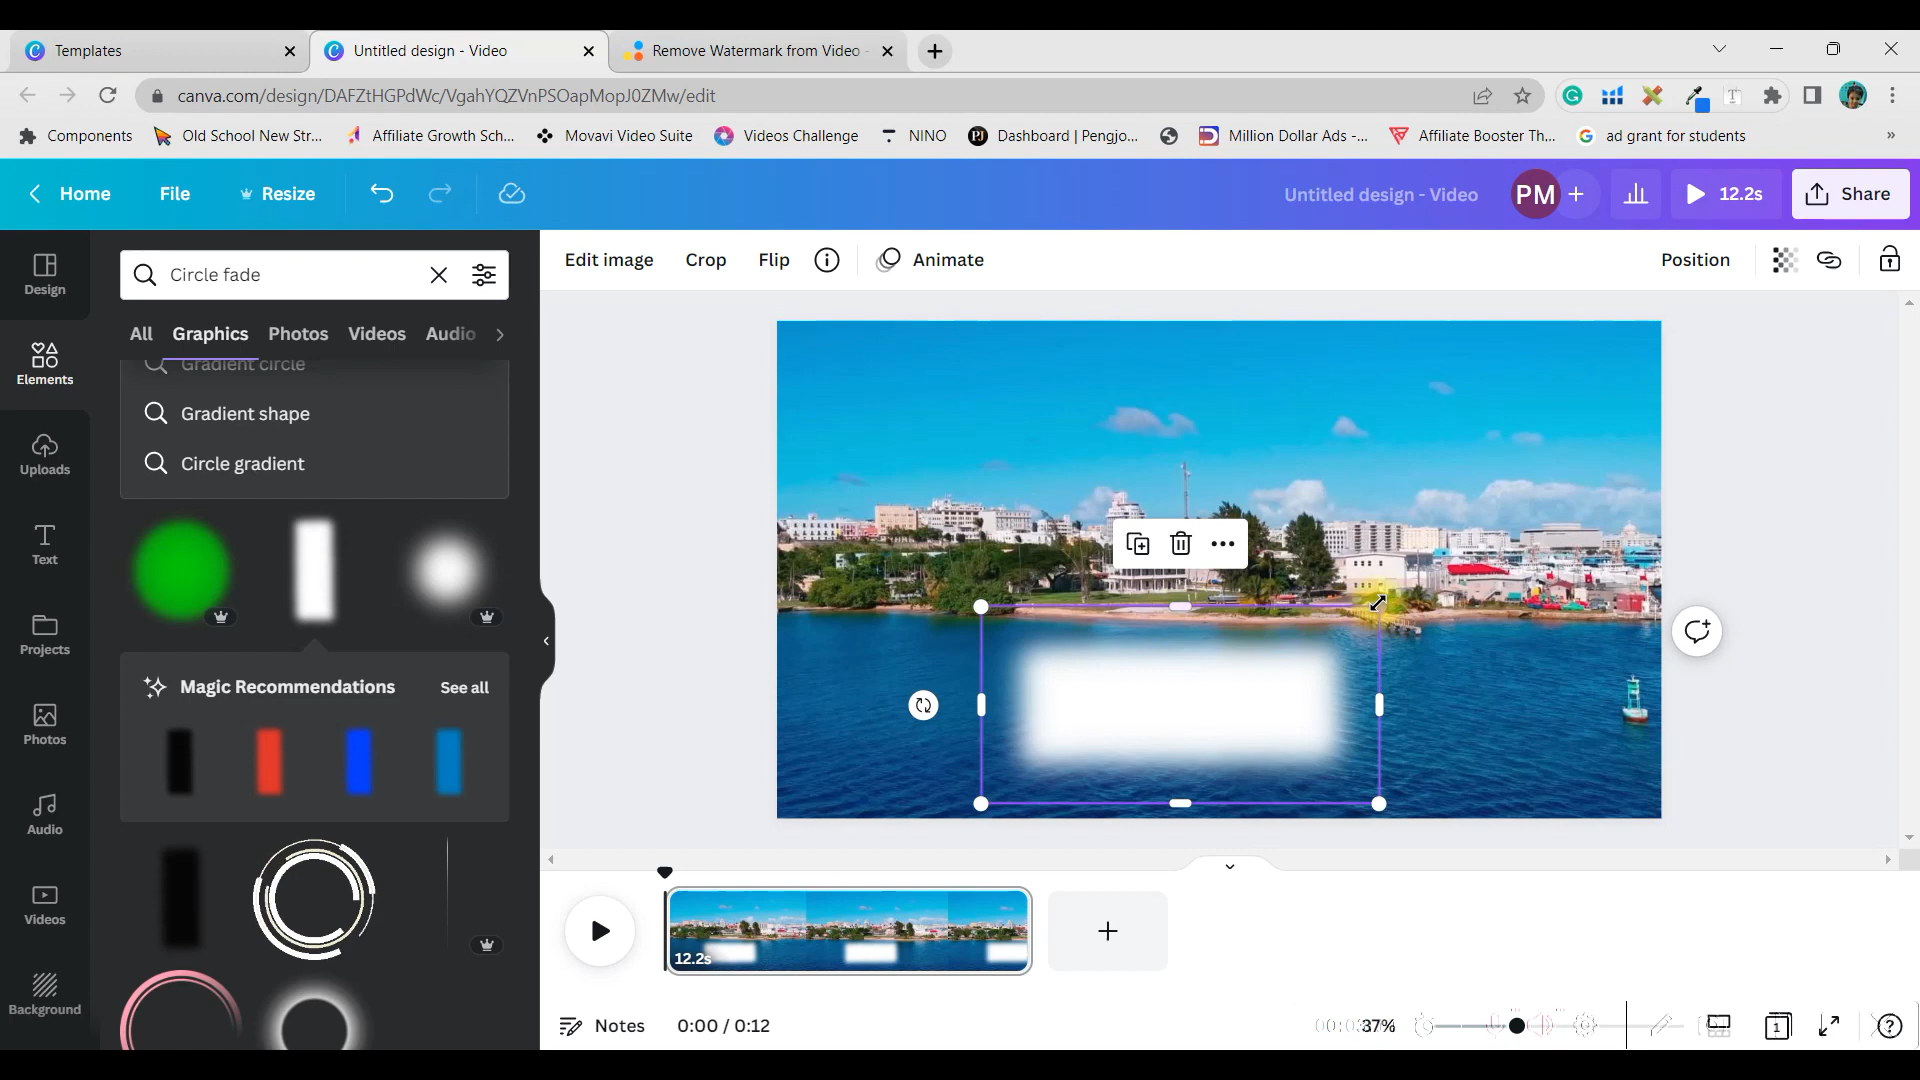 Templates
Untitled design - Video
Remove Watermark from Video -
canva.com/design/DAFZtHGPdWc/VgahYQZVnPSOapMopJ0ZMw/edit
Components
Old School New Str...
Affiliate Growth Sch...
Movavi Video Suite
Videos Challenge
NINO
Dashboard | Pengjo...
Million Dollar Ads -...
Affiliate Booster Th...
ad grant for students
»
Home
File
Resize
Untitled design - Video
PM
12.2s
Share
Design
Elements
Uploads
Text
Projects
Photos
Audio
Videos
Background
Circle fade
All
Graphics
Photos
Videos
Audio
Gradient circle
Gradient shape
Circle gradient
Magic Recommendations
See all
Edit image
Crop
Flip
Animate
Position
12.2s
Notes
0:00 / 0:12
37%
1